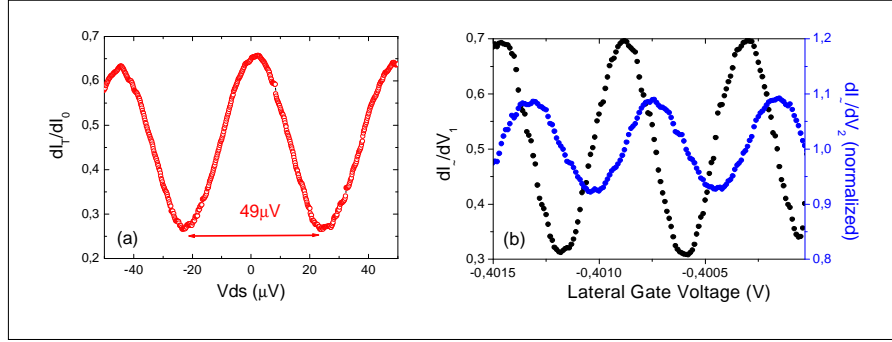 0,7
0,6
0,5
0,4
0,3
0,2
dI_T/dI_0
49μV
(a)
-40 -20 0 20 40
Vds (μV)
0,7
0,6
0,5
0,4
0,3
dI_~/dV_1
(b)
-0,4015 -0,4010 -0,4005
Lateral Gate Voltage (V)
1,2
1,1
1,0
0,9
0,8
dI_~/dV_2 (normalized)